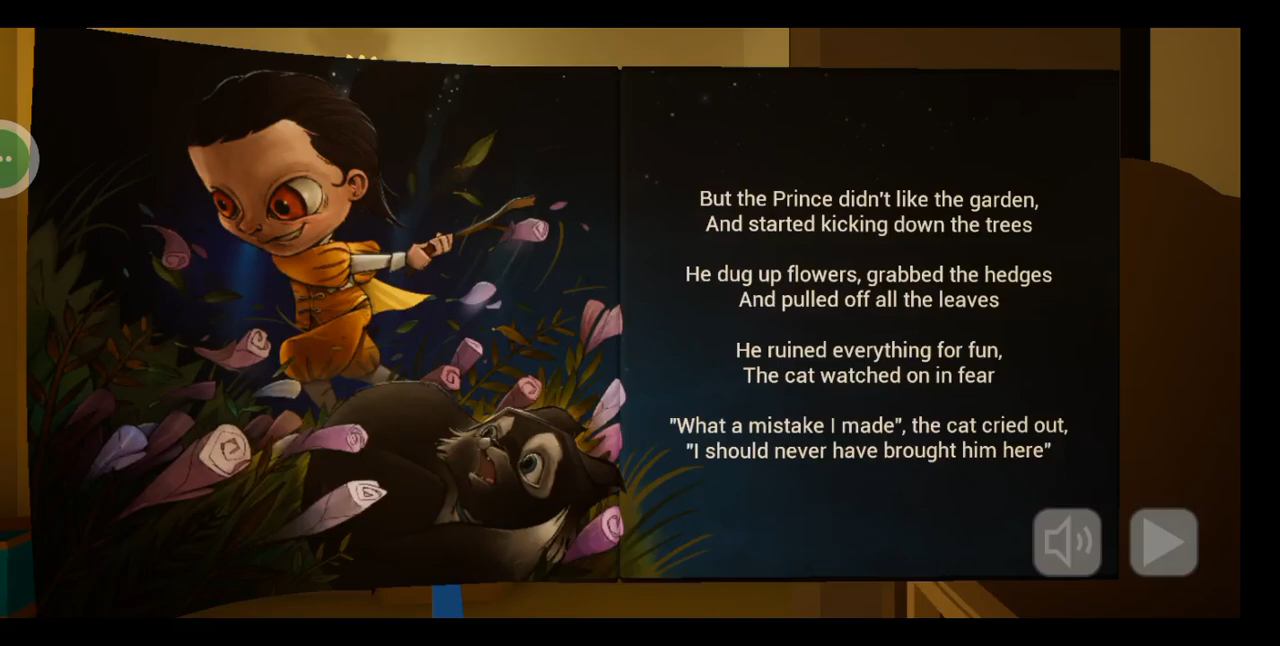 But the Prince didn't like the garden,
And started kicking down the trees
He dug up flowers, grabbed the hedges
And pulled off all the leaves
He ruined everything for fun,
The cat watched on in fear
"What a mistake I made", the cat cried out,
"I should never have brought him here"